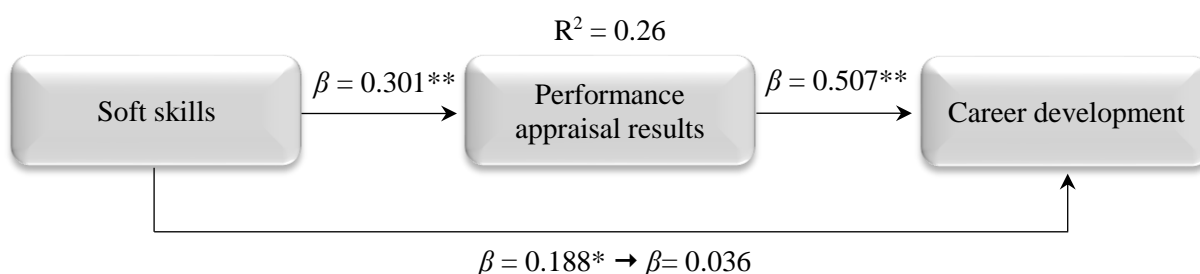 R² = 0.26
β = 0.301**
β = 0.507**
Soft skills
Performance
appraisal results
Career development
β = 0.188* → β= 0.036